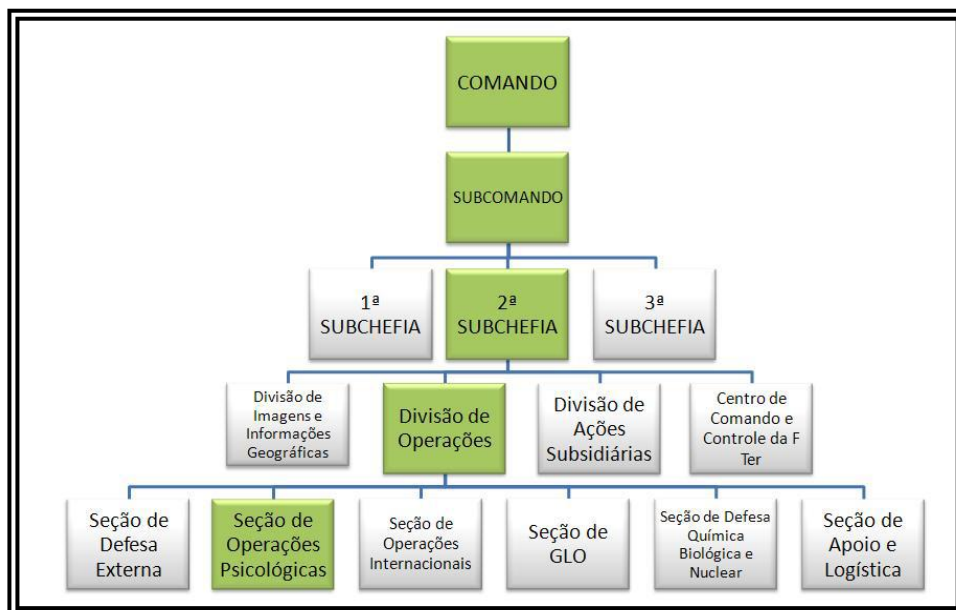 COMANDO
SUBCOMANDO
1ª
SUBCHEFIA
2ª
SUBCHEFIA
3ª
SUBCHEFIA
Divisão de
Imagens e
Informações
Geográficas
Divisão de
Operações
Divisão de
Ações
Subsidiárias
Centro de
Comando e
Controle da F
Ter
Seção de
Defesa
Externa
Seção de
Operações
Psicológicas
Seção de
Operações
Internacionais
Seção de
GLO
Seção de Defesa
Química
Biológica e
Nuclear
Seção de
Apoio e
Logística